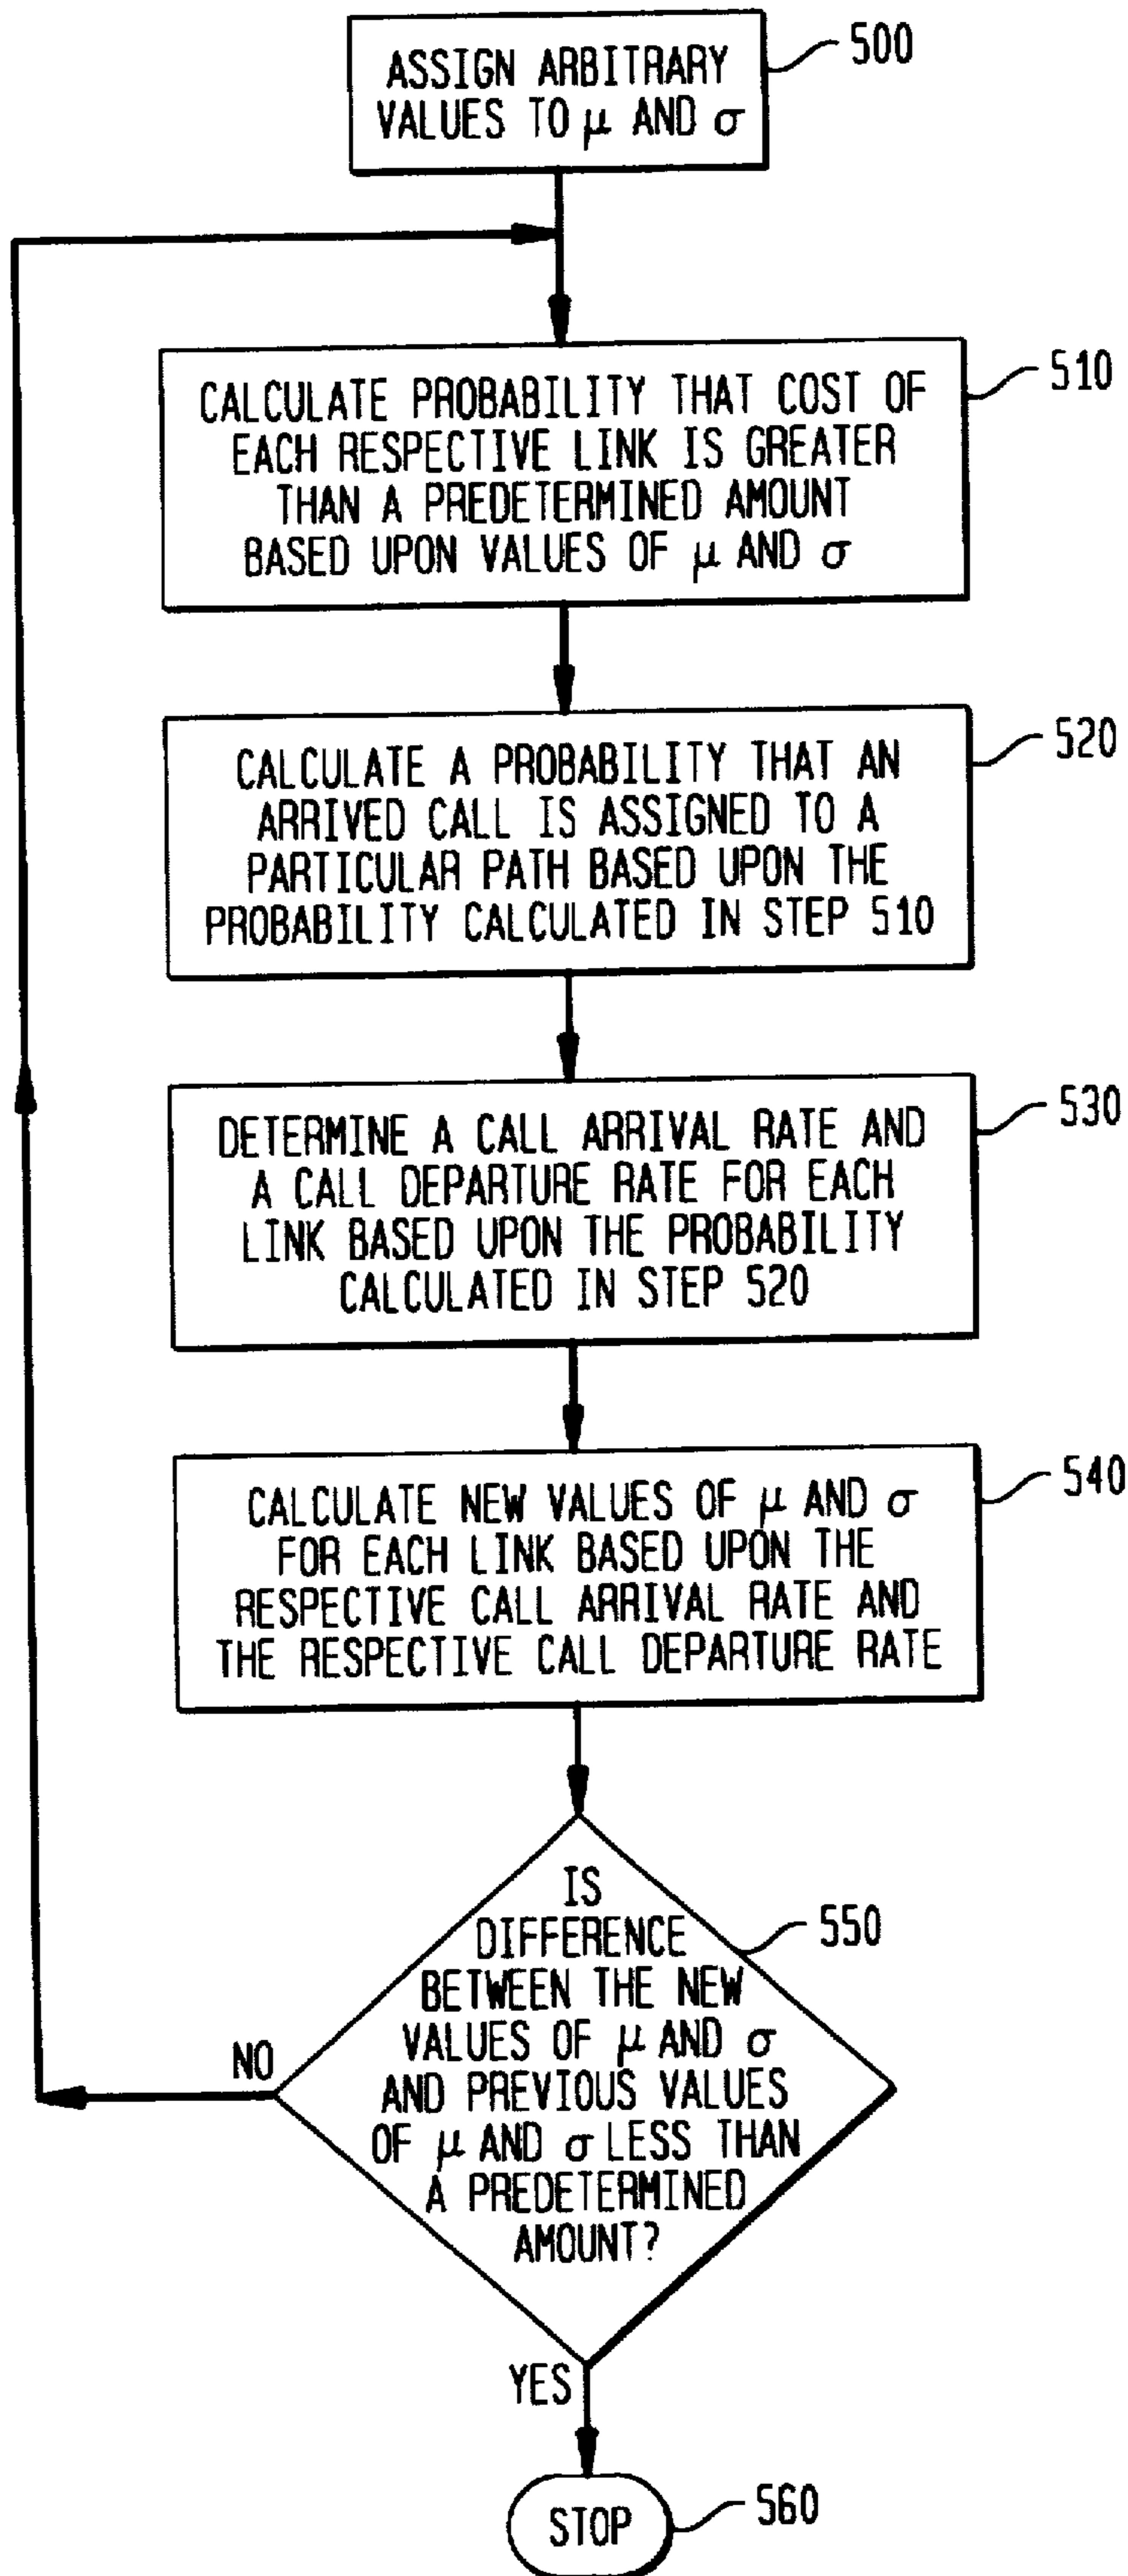 ASSIGN ARBITRARY
VALUES TO μ AND σ
500
CALCULATE PROBABILITY THAT COST OF
EACH RESPECTIVE LINK IS GREATER
THAN A PREDETERMINED AMOUNT
BASED UPON VALUES OF μ AND σ
510
CALCULATE A PROBABILITY THAT AN
ARRIVED CALL IS ASSIGNED TO A
PARTICULAR PATH BASED UPON THE
PROBABILITY CALCULATED IN STEP 510
520
DETERMINE A CALL ARRIVAL RATE AND
A CALL DEPARTURE RATE FOR EACH
LINK BASED UPON THE PROBABILITY
CALCULATED IN STEP 520
530
CALCULATE NEW VALUES OF μ AND σ
FOR EACH LINK BASED UPON THE
RESPECTIVE CALL ARRIVAL RATE AND
THE RESPECTIVE CALL DEPARTURE RATE
540
IS
DIFFERENCE
BETWEEN THE NEW
VALUES OF μ AND σ
AND PREVIOUS VALUES
OF μ AND σ LESS THAN
A PREDETERMINED
AMOUNT?
550
NO
YES
STOP
560